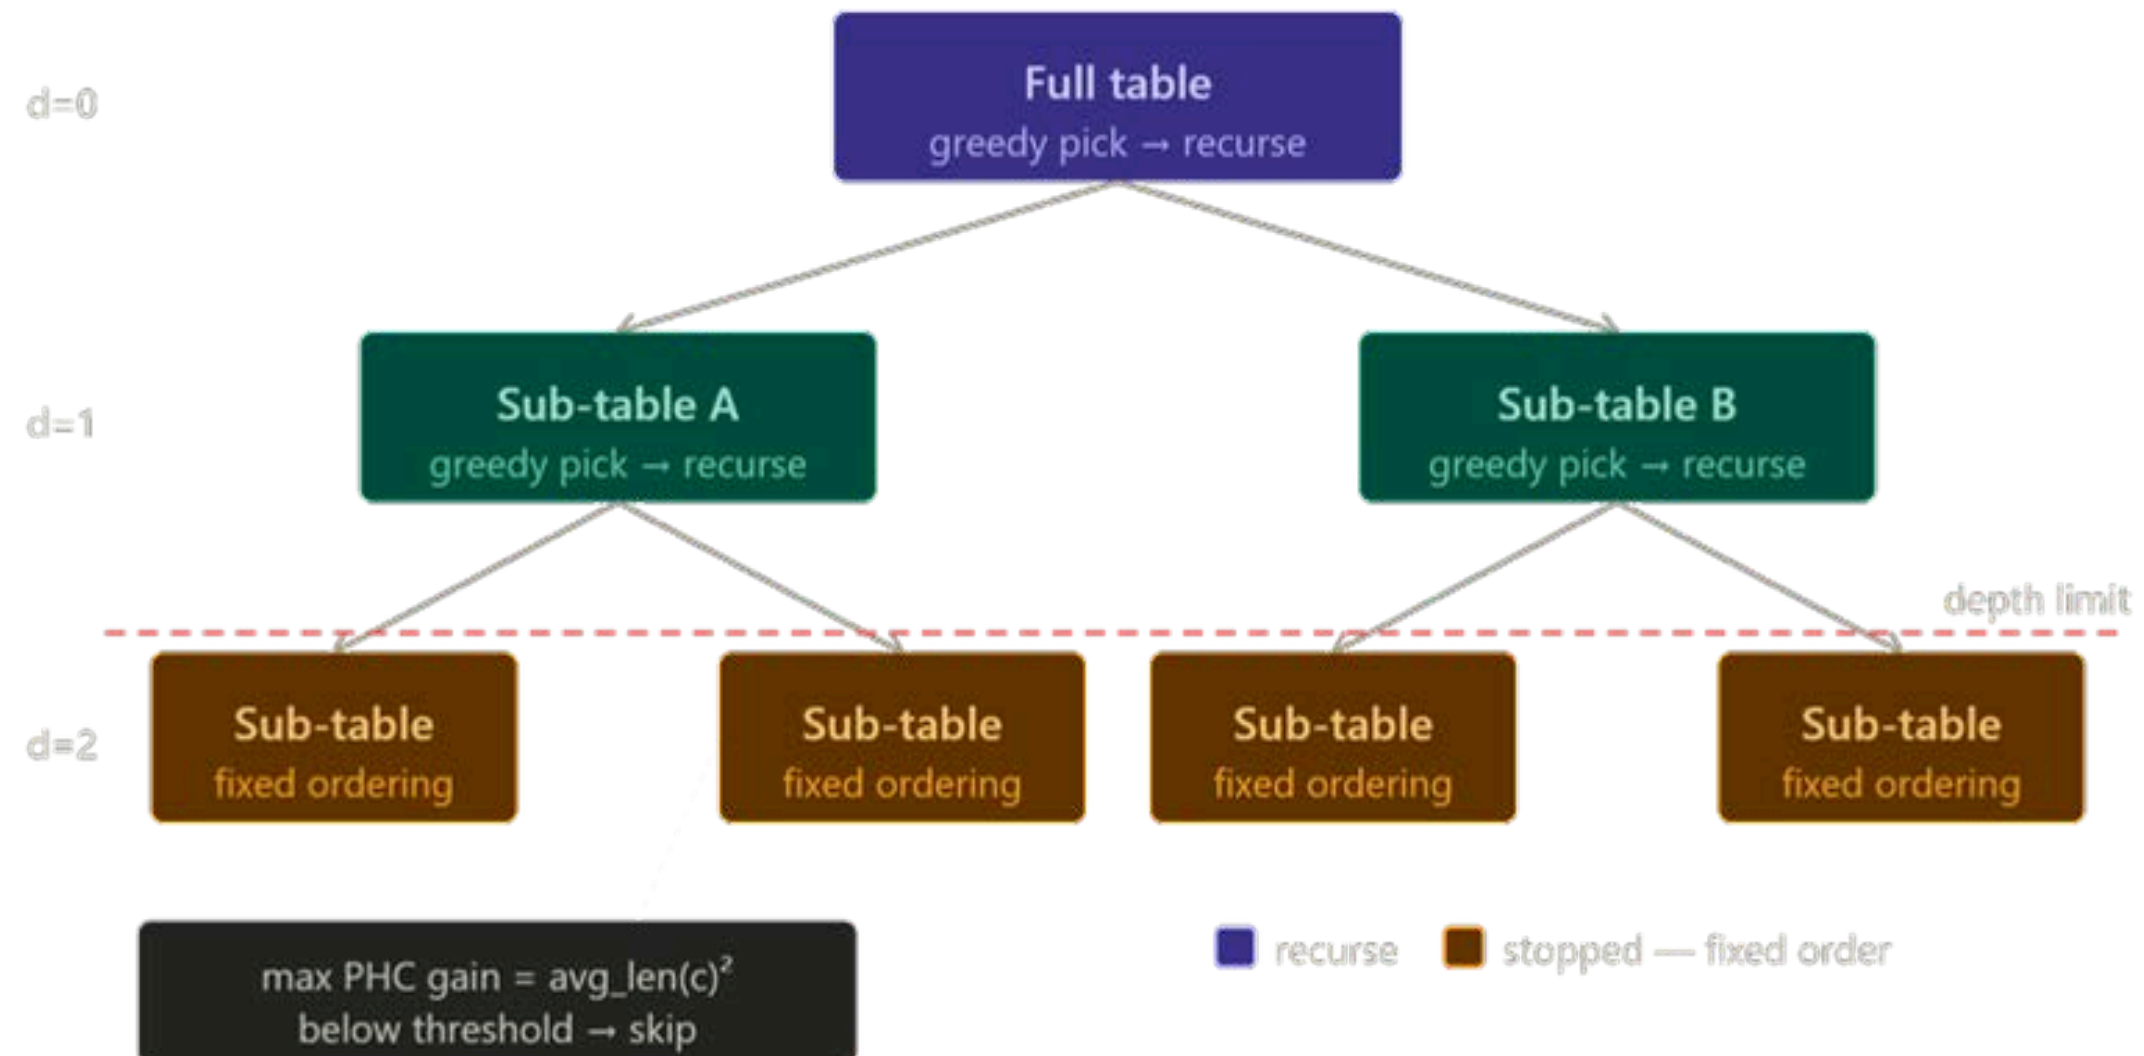 d=0
Full table
greedy pick → recurse
d=1
Sub-table A
greedy pick → recurse
Sub-table B
greedy pick → recurse
depth limit
d=2
Sub-table
fixed ordering
Sub-table
fixed ordering
Sub-table
fixed ordering
Sub-table
fixed ordering
max PHC gain = avg_len(c)²
below threshold → skip
recurse
stopped — fixed order